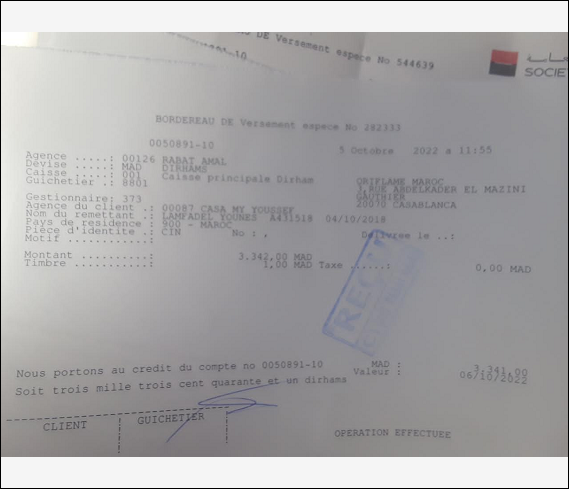 DE Versement espece No 544639
SOCIE
BORDEREAU DE Versement espece No 282333
0050891-10
5 Octobre 2022 a 11:55
Agence .....: 00126 RABAT AMAL
Devise .....: MAD DIRHAMS
Caisse .....: 001 Caisse principale Dirham
Guichetier .: 8801
ORIFLAME MAROC
3,RUE ABDELKADER EL MAZINI
GAUTHIER
20070 CASABLANCA
Gestionnaire: 373
Agence du client .: 00087 CASA MY YOUSSEF
Nom du remettant .: LAMFADEL YOUNES A431518 04/10/2018
Pays de residence : 900 - MAROC
Pièce d'identite .: CIN No : , Delivree le ..:
Motif ............:
Montant ..........: 3.342,00 MAD
Timbre ..........: 1,00 MAD Taxe .....: 0,00 MAD
Nous portons au credit du compte no 0050891-10 MAD : 3.341,00
Valeur : 06/10/2022
Soit trois mille trois cent quarante et un dirhams
CLIENT GUICHETIER
OPERATION EFFECTUEE